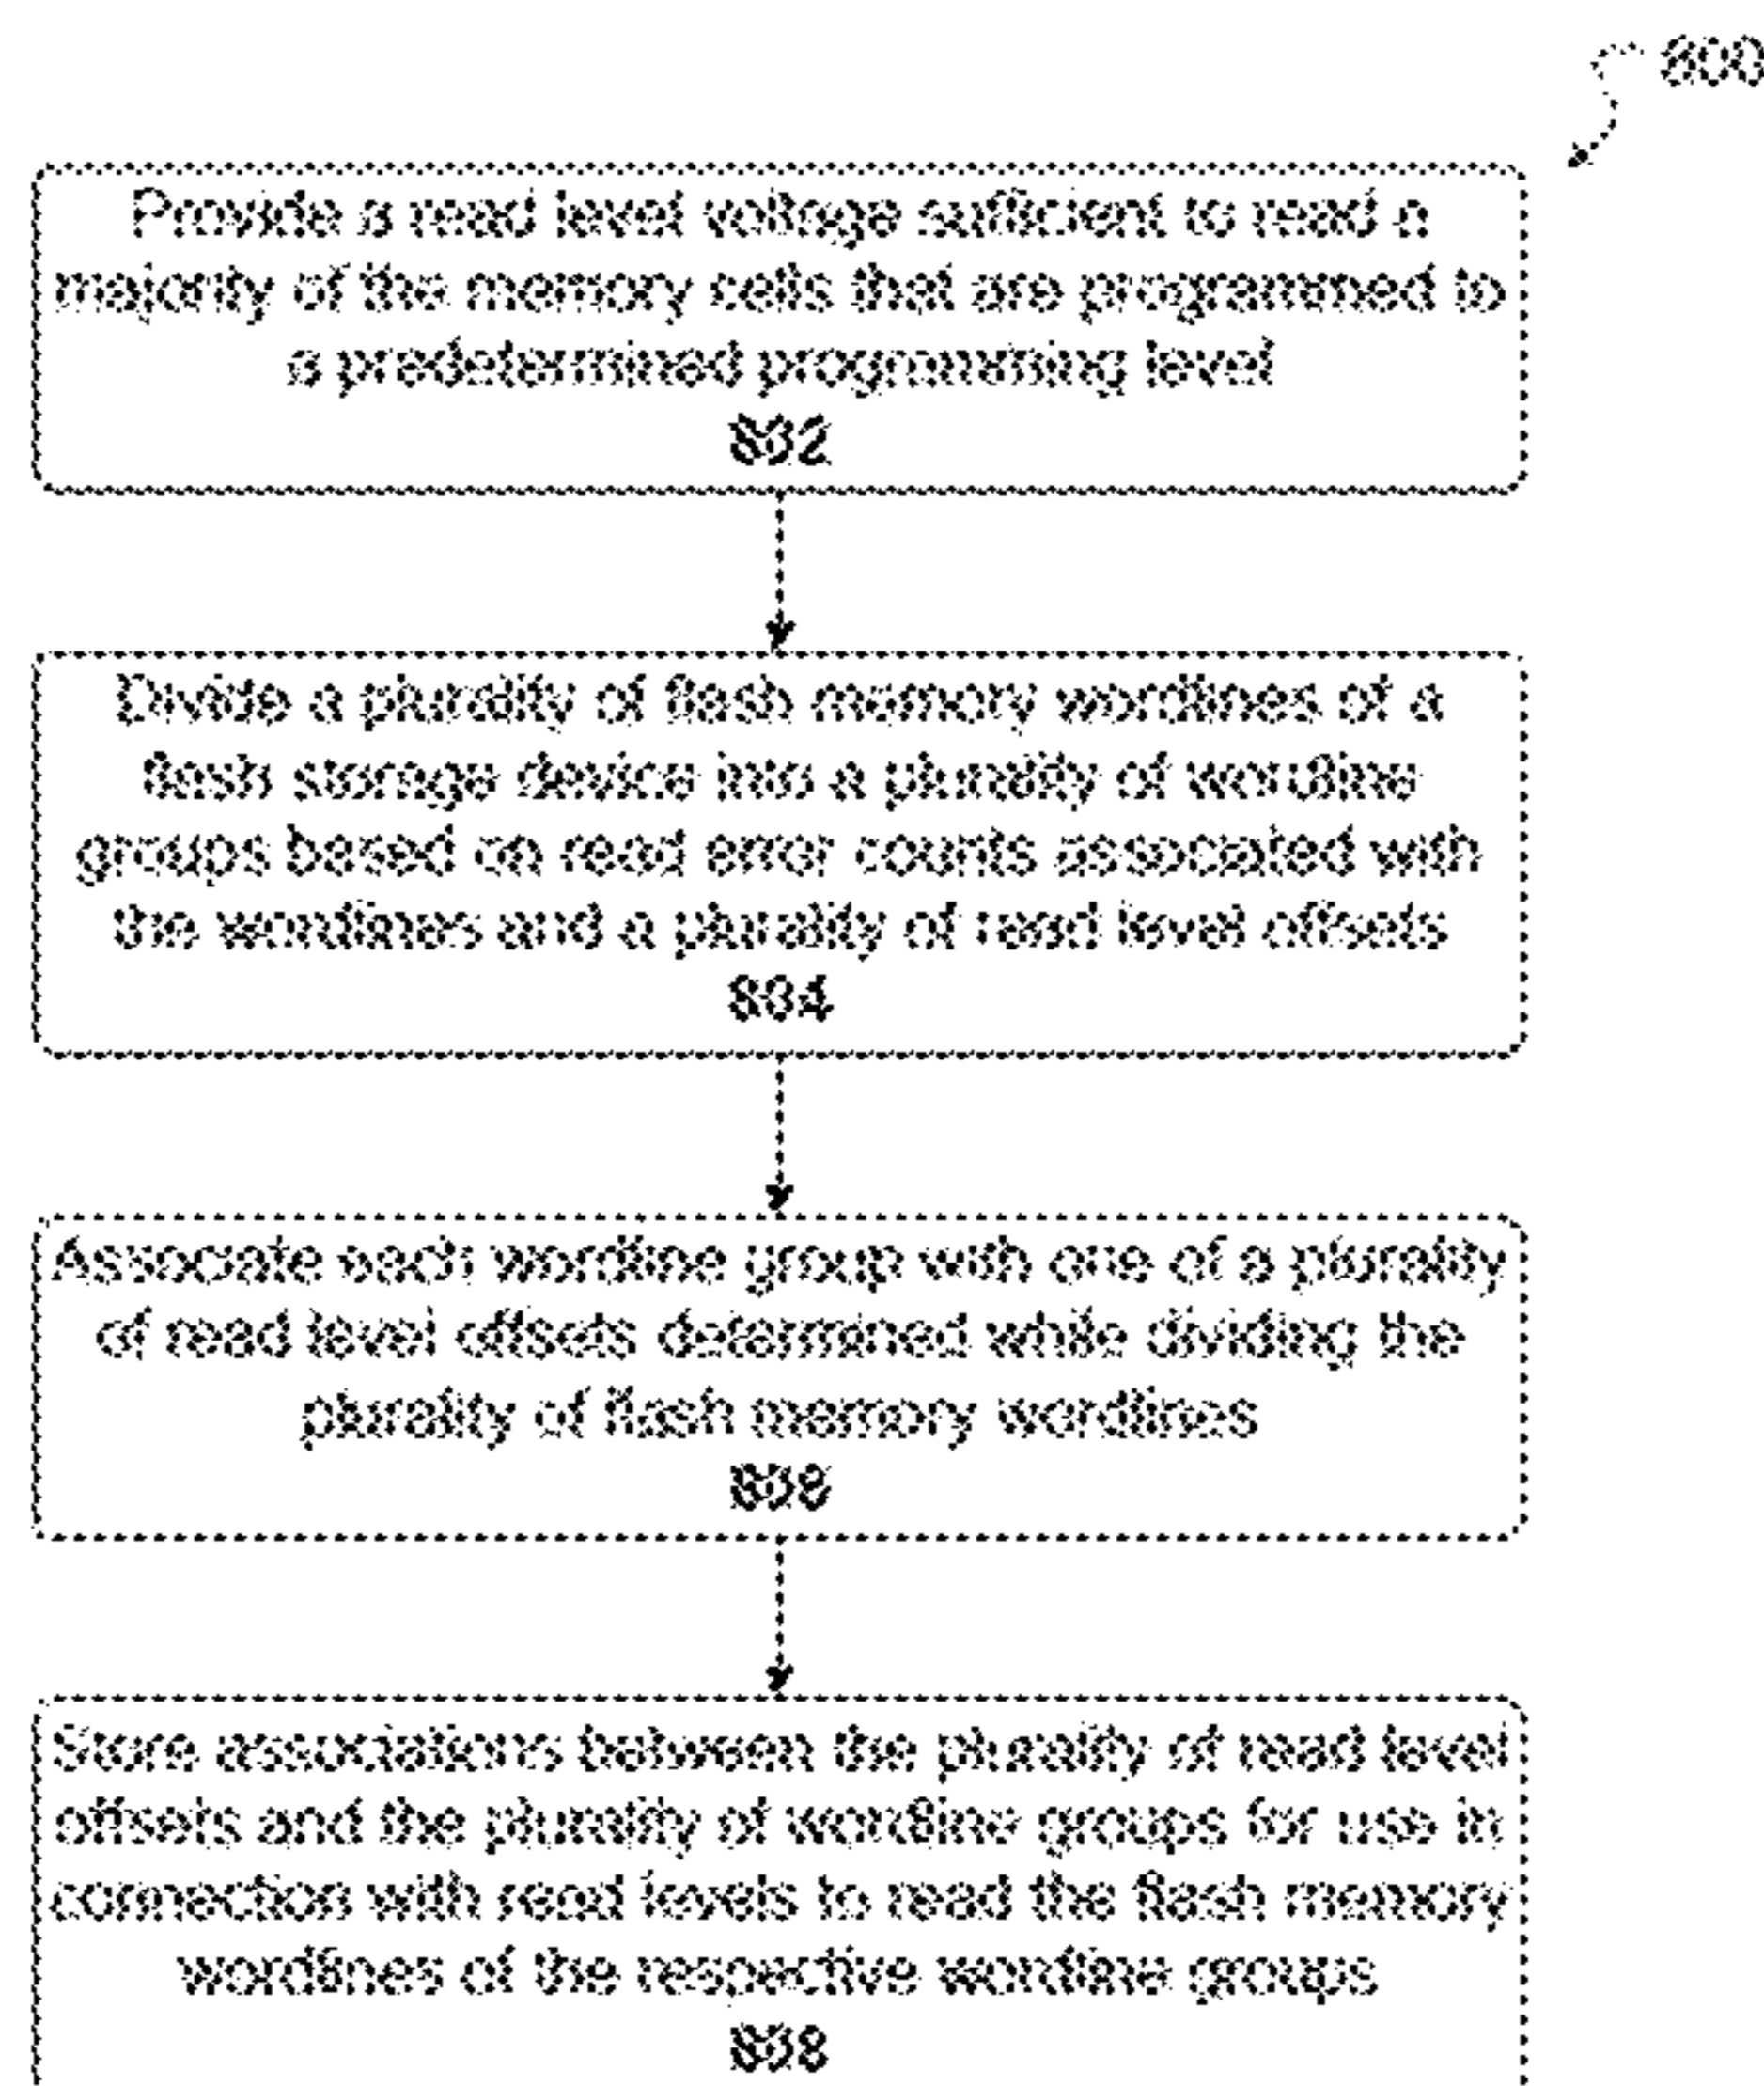 800
Provide a read level voltage sufficient to read a
majority of the memory cells that are programmed to
a predetermined programming level
802
Divide a plurality of flash memory wordlines of a
flash storage device into a plurality of wordline
groups based on read error counts associated with
the wordlines and a plurality of read level offsets
804
Associate each wordline group with one of a plurality
of read level offsets determined while dividing the
plurality of flash memory wordlines
Store associations between the plurality of read level
offsets and the plurality of wordline groups for use in
connection with read levels to read the flash memory
wordlines of the respective wordline groups
808